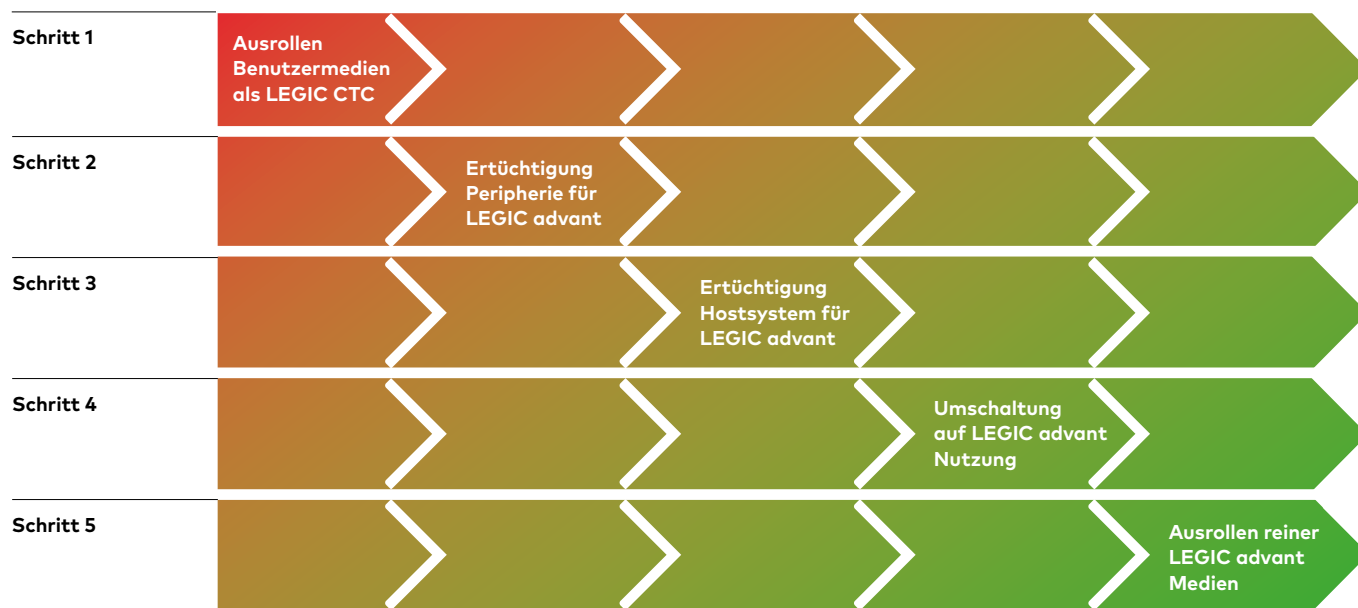 Schritt 1
Ausrollen
Benutzermedien
als LEGIC CTC
Schritt 2
Ertüchtigung
Peripherie für
LEGIC advant
Schritt 3
Ertüchtigung
Hostsystem für
LEGIC advant
Schritt 4
Umschaltung
auf LEGIC advant
Nutzung
Schritt 5
Ausrollen reiner
LEGIC advant
Medien